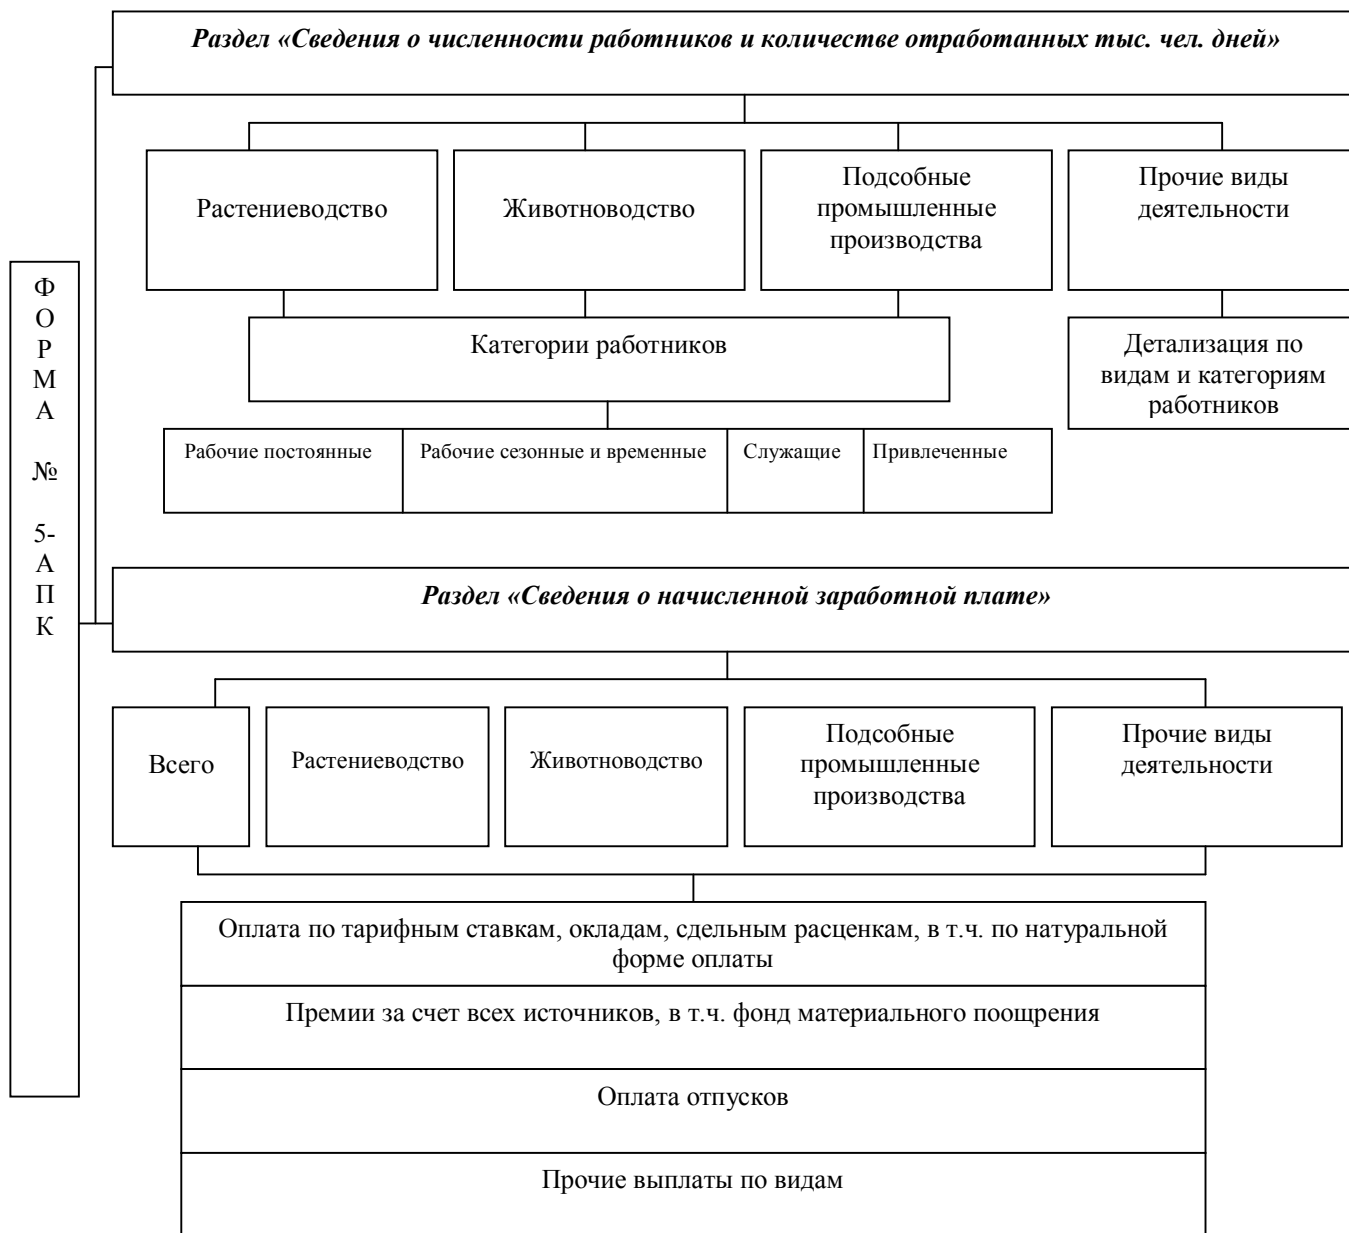 Раздел «Сведения о численности работников и количестве отработанных тыс. чел. дней»
Растениеводство
Животноводство
Подсобные
промышленные
производства
Прочие виды
деятельности
Категории работников
Детализация по
видам и категориям
работников
Рабочие постоянные
Рабочие сезонные и временные
Служащие
Привлеченные
Ф
О
Р
М
А
№
5-
А
П
К
Раздел «Сведения о начисленной заработной плате»
Всего
Растениеводство
Животноводство
Подсобные
промышленные
производства
Прочие виды
деятельности
Оплата по тарифным ставкам, окладам, сдельным расценкам, в т.ч. по натуральной
форме оплаты
Премии за счет всех источников, в т.ч. фонд материального поощрения
Оплата отпусков
Прочие выплаты по видам